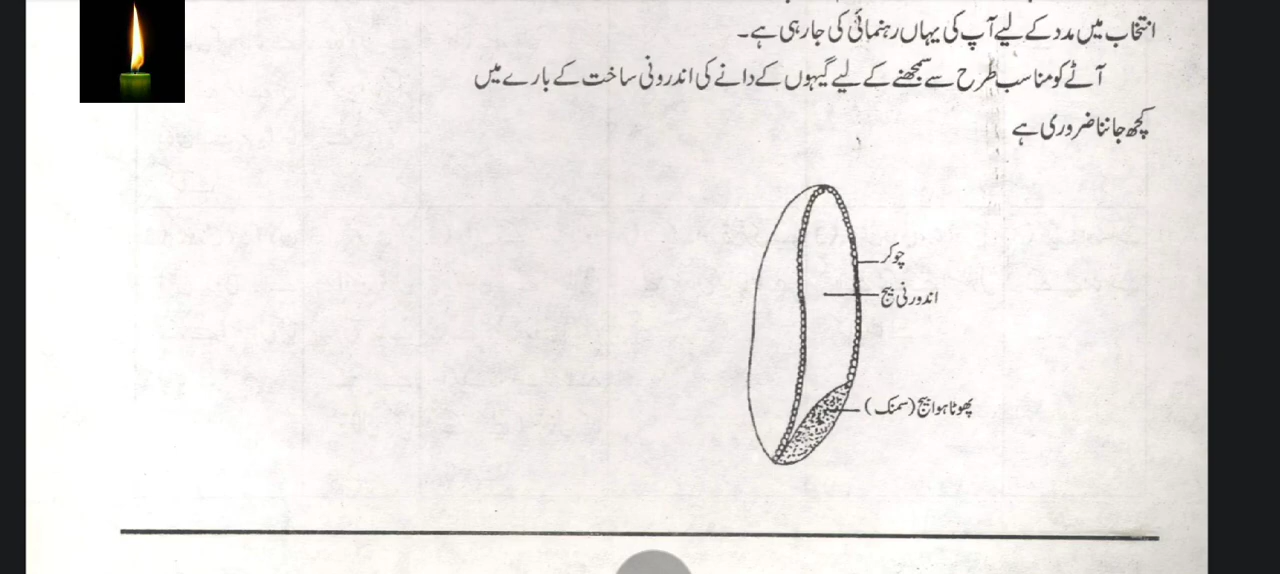 انتخاب میں مدد کے لیے آپ کی یہاں رہنمائی کی جارہی ہے۔
آٹے کو مناسب طرح سے سمجھنے کے لیے گیہوں کے دانے کی اندرونی ساخت کے بارے میں
کچھ جاننا ضروری ہے
چوکر
اندورنی بیج
پھوٹا ہوا بیج (سمنک)